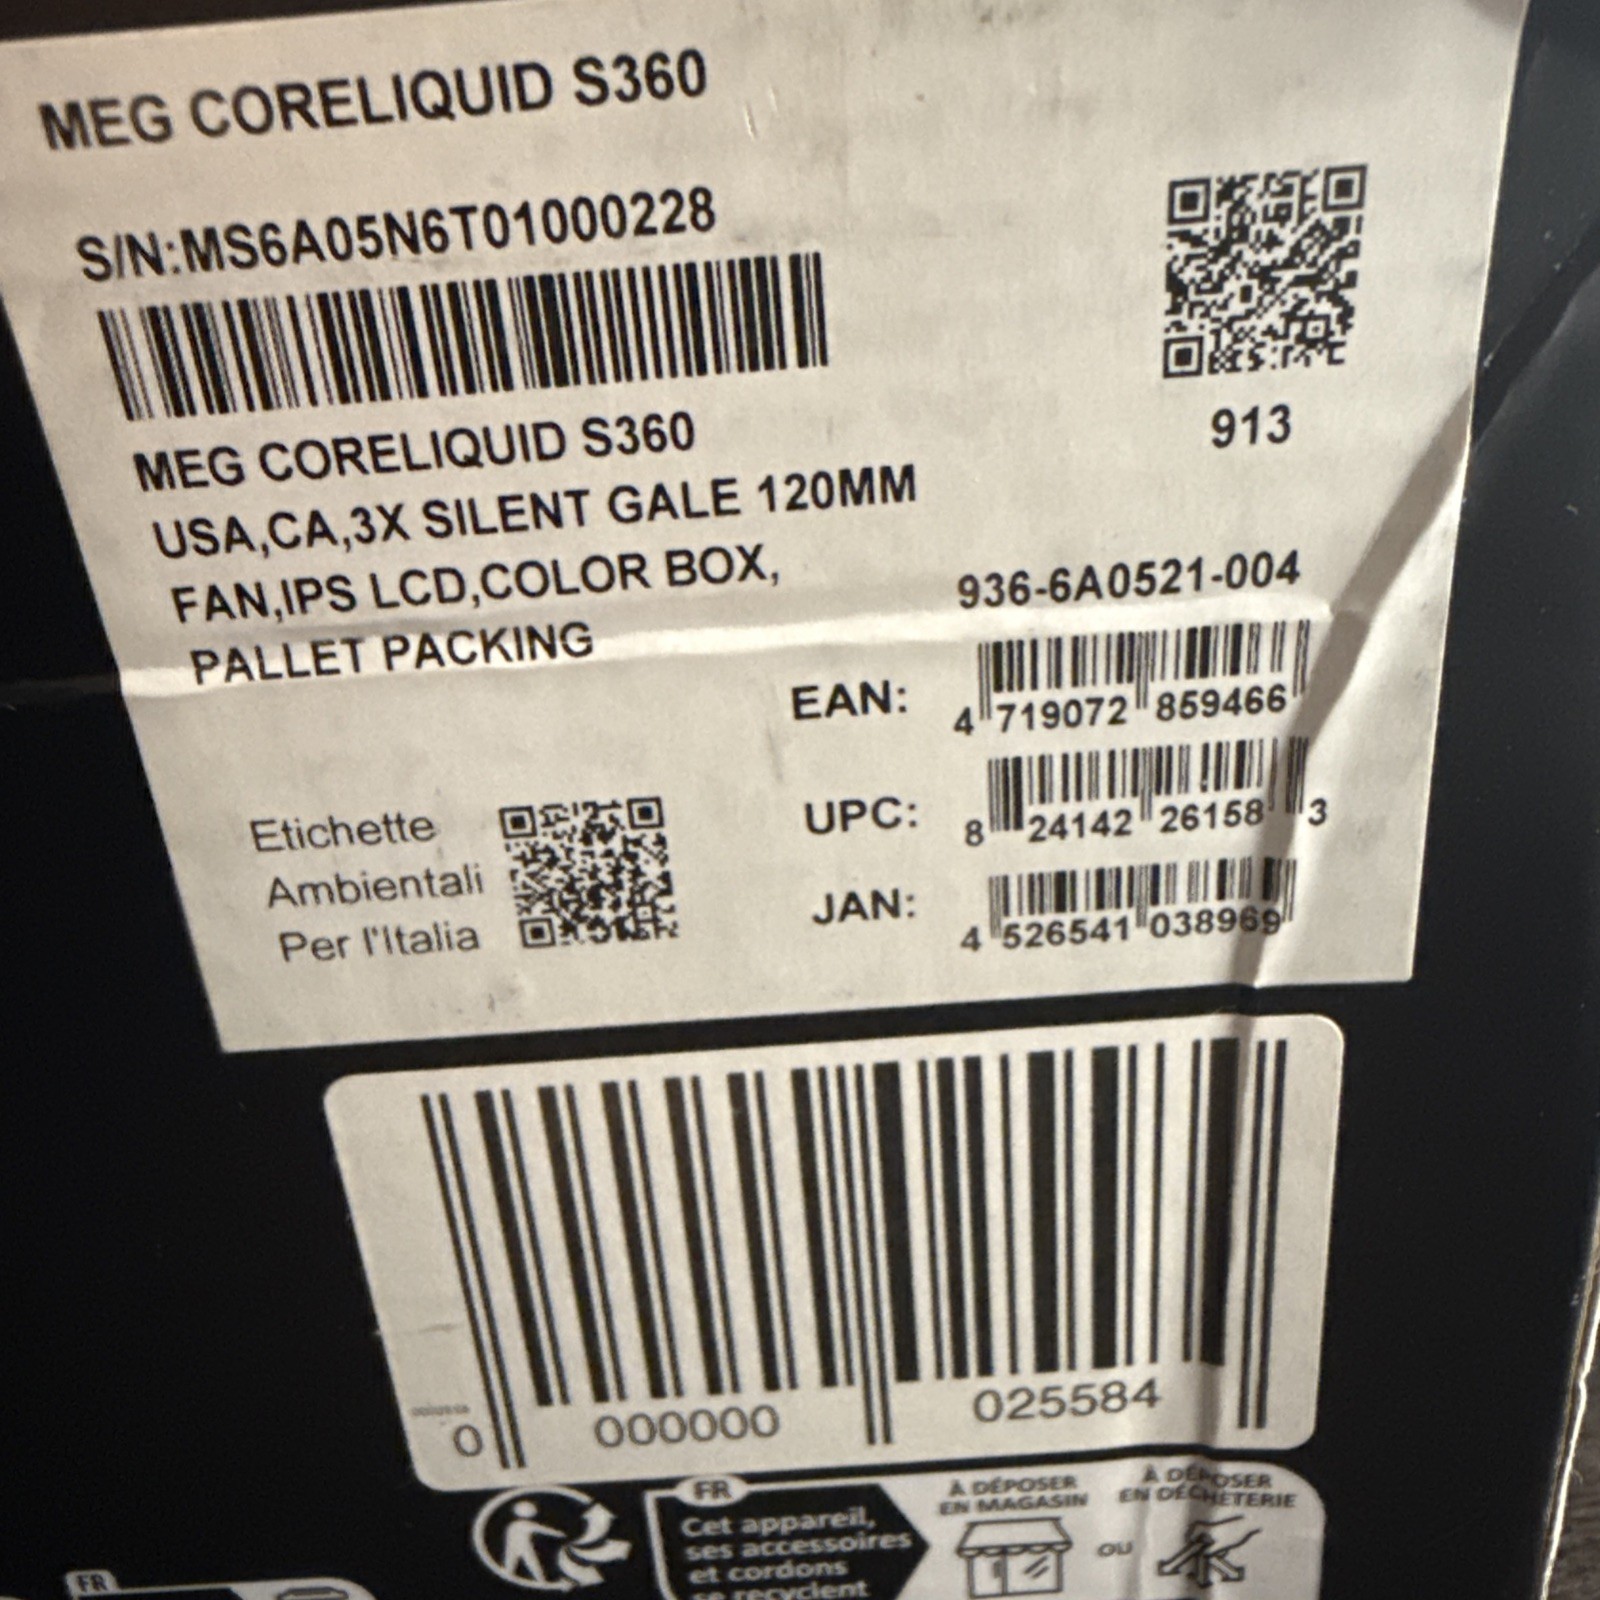 MEG CORELIQUID S360
S/N:MS6A05N6T01000228
913
MEG CORELIQUID S360
USA,CA,3X SILENT GALE 120MM
FAN,IPS LCD,COLOR BOX,
PALLET PACKING
936-6A0521-004
EAN:
4 719072 859466
UPC:
8 24142 26158 3
JAN:
4 526541 038969
Etichette
Ambientali
Per l'Italia
0 000000 025584
FR
Cet appareil,
ses accessoires
et cordons
se recyclent
À DÉPOSER
EN MAGASIN
OU
À DÉPOSER
EN DÉCHÈTERIE
FR